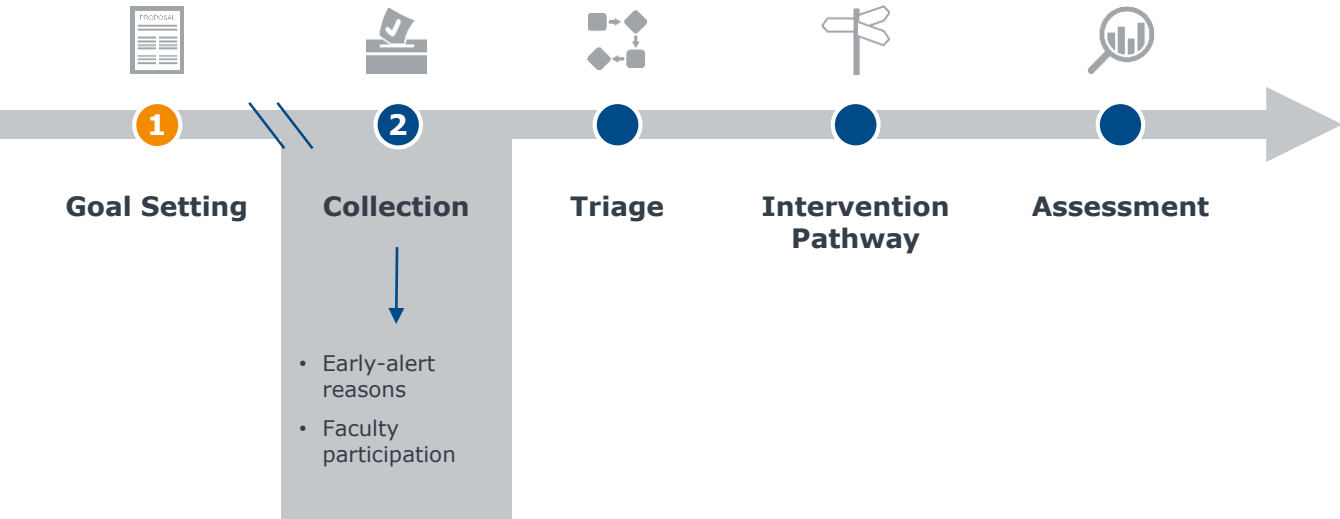 PROPOSAL
1
2
Goal Setting
Collection
Triage
Intervention
Pathway
Assessment
• Early-alert
reasons
• Faculty
participation